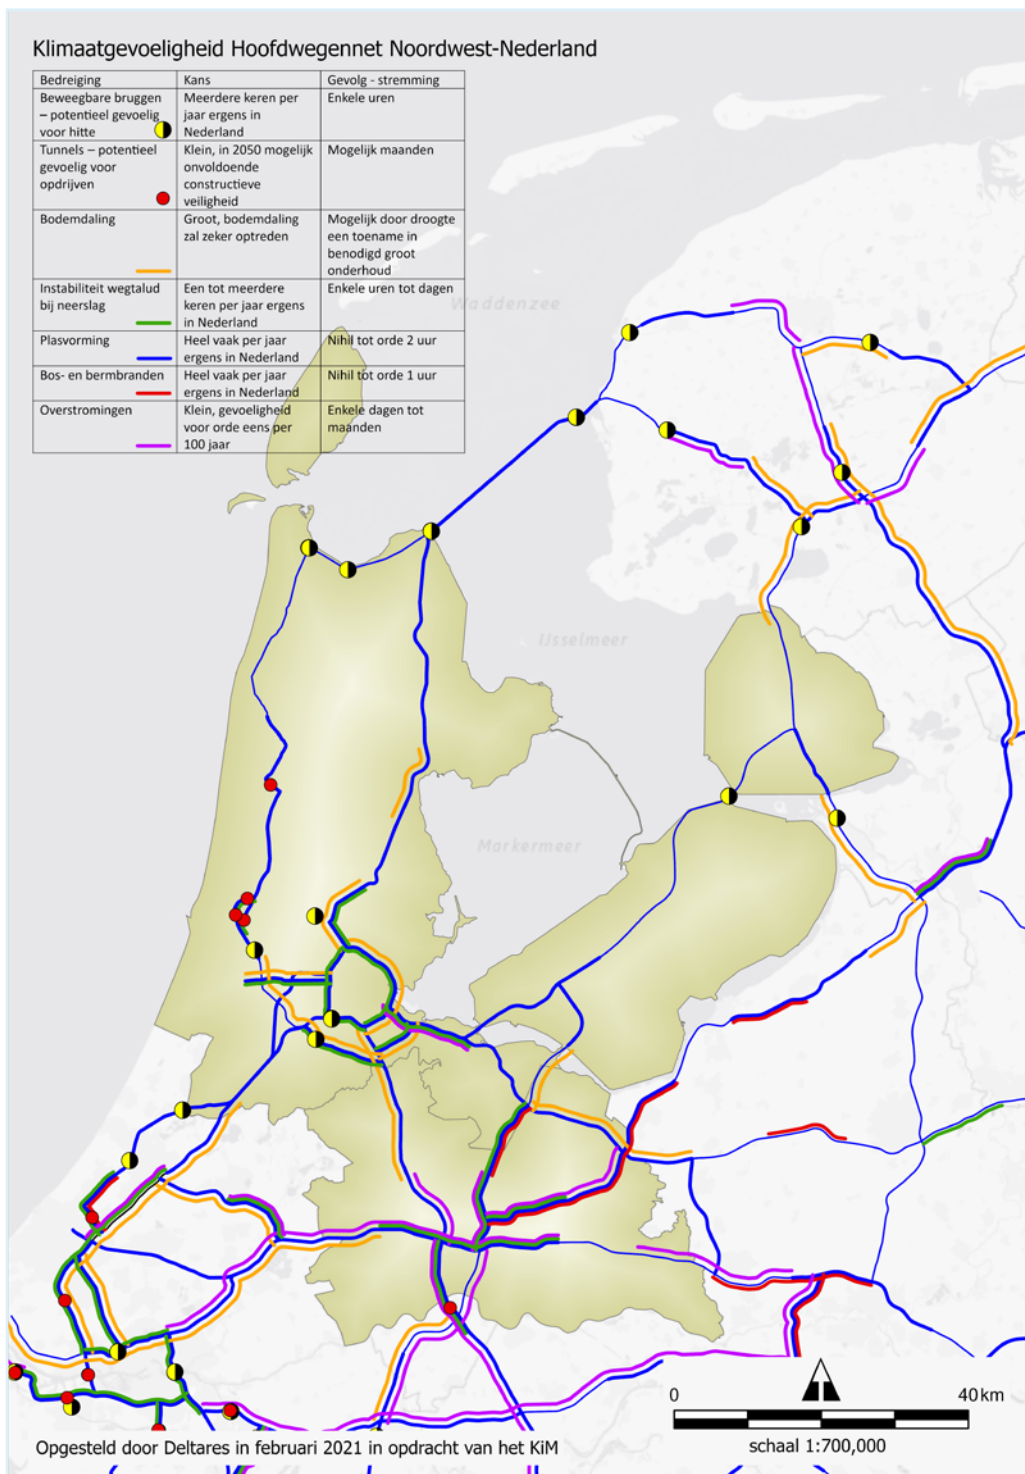 Klimaatgevoeligheid Hoofdwegennet Noordwest-Nederland
Bedreiging Kans Gevolg - stremming
Beweegbare bruggen
– potentieel gevoelig
voor hitte
Meerdere keren per
jaar ergens in
Nederland
Enkele uren
Tunnels – potentieel
gevoelig voor
opdrijven
Klein, in 2050 mogelijk
onvoldoende
constructieve
veiligheid
Mogelijk maanden
Bodemdaling
Groot, bodemdaling
zal zeker optreden
Mogelijk door droogte
een toename in
benodigd groot
onderhoud
Instabiliteit wegtalud
bij neerslag
Een tot meerdere
keren per jaar ergens
in Nederland
Enkele uren tot dagen
Plasvorming
Heel vaak per jaar
ergens in Nederland
Nihil tot orde 2 uur
Bos- en bermbranden
Heel vaak per jaar
ergens in Nederland
Nihil tot orde 1 uur
Overstromingen
Klein, gevoeligheid
voor orde eens per
100 jaar
Enkele dagen tot
maanden
Waddenzee
IJsselmeer
Markermeer
0 40 km
schaal 1:700,000
Opgesteld door Deltares in februari 2021 in opdracht van het KiM